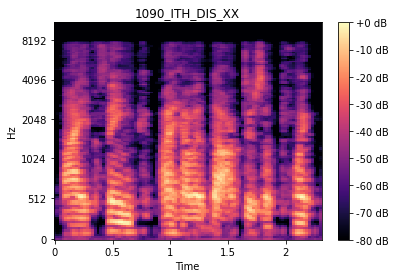 1090_ITH_DIS_XX
8192
4096
2048
1024
512
0
Hz
0
0.5
1
1.5
2
Time
+0 dB
-10 dB
-20 dB
-30 dB
-40 dB
-50 dB
-60 dB
-70 dB
-80 dB